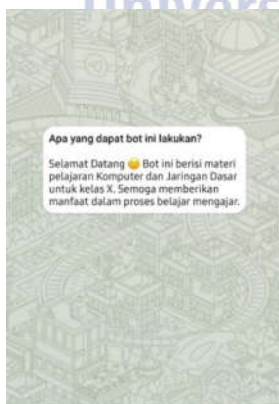 Univers
Apa yang dapat bot ini lakukan?
Selamat Datang 😊 Bot ini berisi materi
pelajaran Komputer dan Jaringan Dasar
untuk kelas X. Semoga memberikan
manfaat dalam proses belajar mengajar.